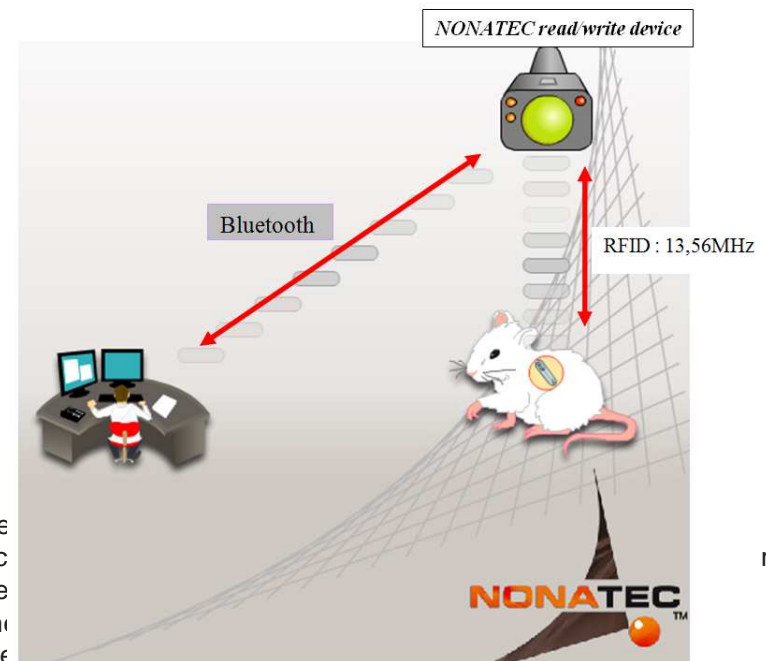 NONATEC read/write device
Bluetooth
RFID : 13,56MHz
NONATEC
TM